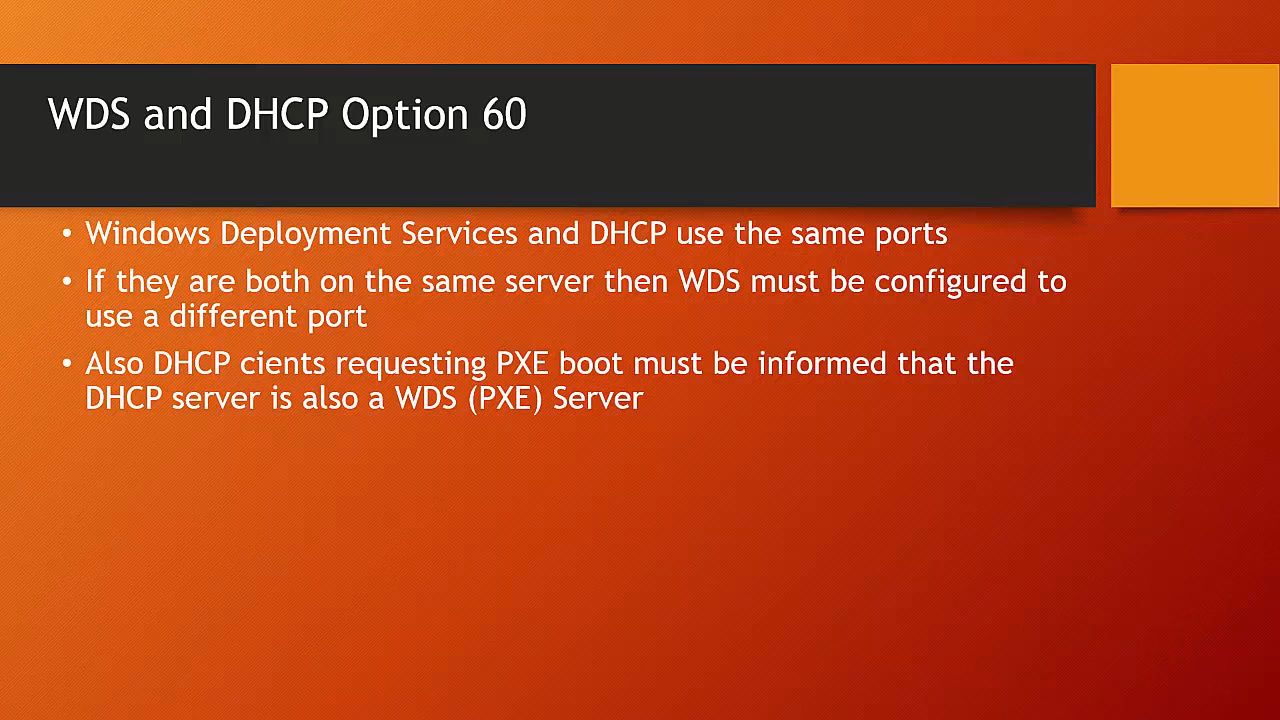 WDS and DHCP Option 60
• Windows Deployment Services and DHCP use the same ports
• If they are both on the same server then WDS must be configured to
use a different port
• Also DHCP cients requesting PXE boot must be informed that the
DHCP server is also a WDS (PXE) Server